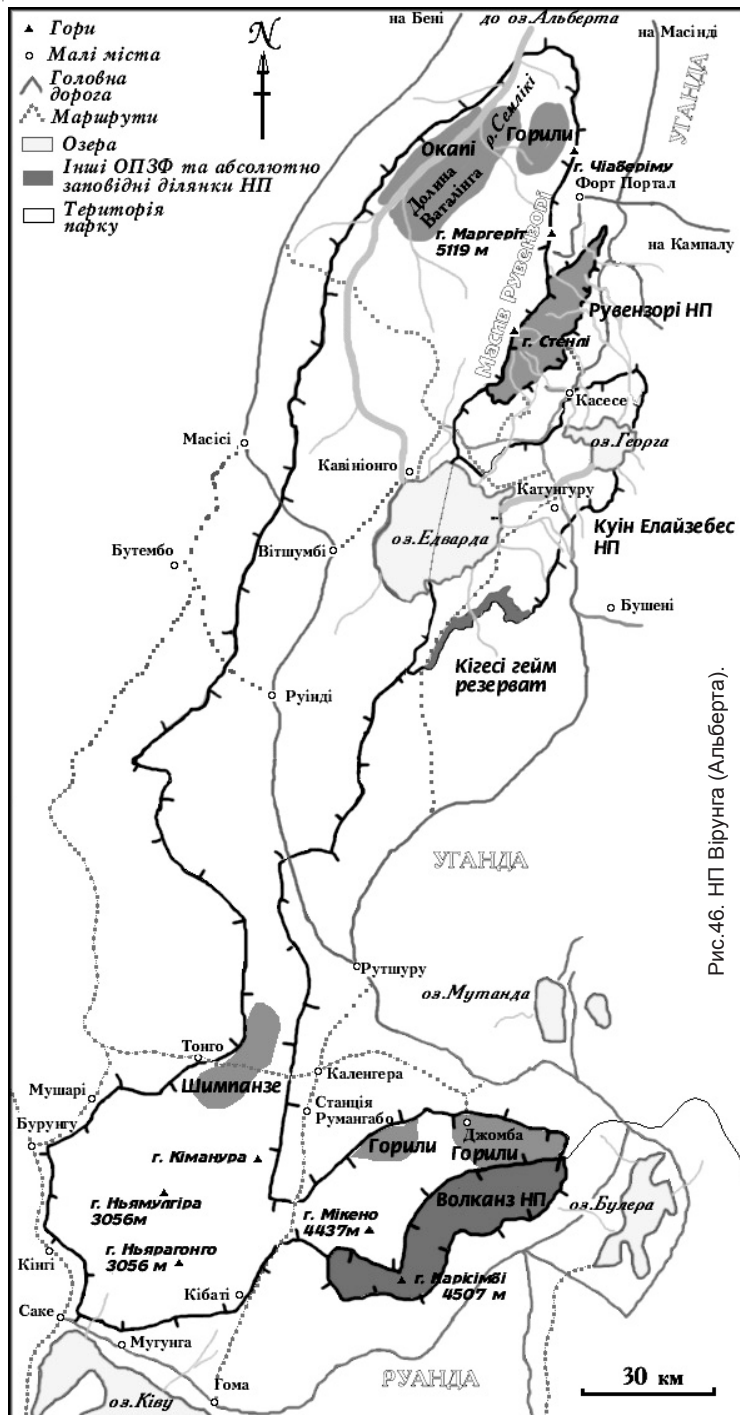 на Бені
до оз.Альберта
на Масінді
Гори
Малі міста
Головна
дорога
Маршрути
Озера
Інші ОПЗФ та абсолютно
заповідні ділянки НП
Територія
парку
N
УГАНДА
р.Семлікі
Окапі
Горили
Долина
Ваталінга
г. Чіаберіму
Форт Портал
г. Маргеріт
5119 м
на Кампалу
Масив Рувензорі
Рувензорі НП
г. Стенлі
Касесе
оз.Георга
Масісі
Кавініонго
Катунгуру
Куін Елайзебес
НП
оз.Едварда
Вітшумбі
Бутембо
Бушені
Кігесі гейм
резерват
Руінді
УГАНДА
Рис.46. НП Вірунга (Альберта).
Рутшуру
оз.Мутанда
Тонго
Шимпанзе
Каленгера
Мушарі
Станція
Румангабо
Бурунгу
Джомба
Горили
Горили
г. Кіманура
Волканз НП
г. Ньямулгіра
3056м
г. Мікено
4437м
оз.Булера
г. Ньярагонго
3056 м
Кінгі
Кібаті
г. Карісімві
4507 м
Саке
Мугунга
Гома
оз.Ківу
РУАНДА
30 км